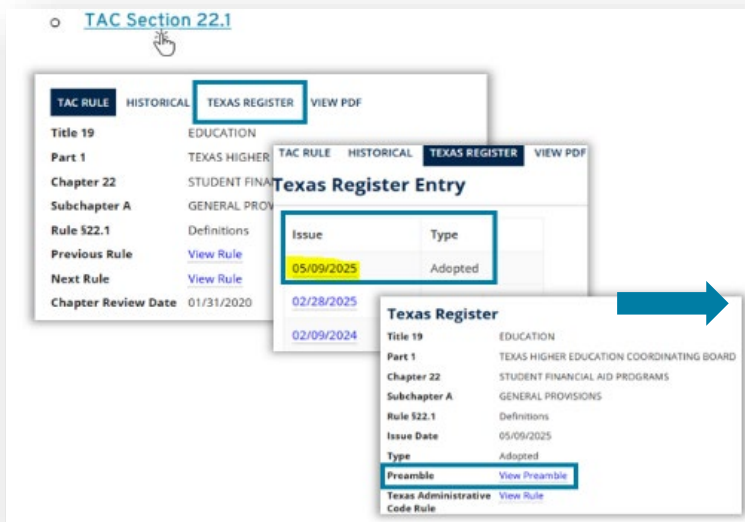 TAC Section 22.1
TAC RULE HISTORICAL TEXAS REGISTER VIEW PDF
Title 19 EDUCATION
Part 1 TEXAS HIGHER
Chapter 22 STUDENT
Subchapter A GENERAL
Rule §22.1 Definitions
Previous Rule View Rule
Next Rule View Rule
Chapter Review Date 01/31/2020
TAC RULE HISTORICAL TEXAS REGISTER VIEW PDF
Texas Register Entry
Issue Type
05/09/2025 Adopted
02/28/2025
02/09/2024
Texas Register
Title 19 EDUCATION
Part 1 TEXAS HIGHER EDUCATION COORDINATING BOARD
Chapter 22 STUDENT FINANCIAL AID PROGRAMS
Subchapter A GENERAL PROVISIONS
Rule §22.1 Definitions
Issue Date 05/09/2025
Type Adopted
Preamble View Preamble
Texas Administrative View Rule
Code Rule